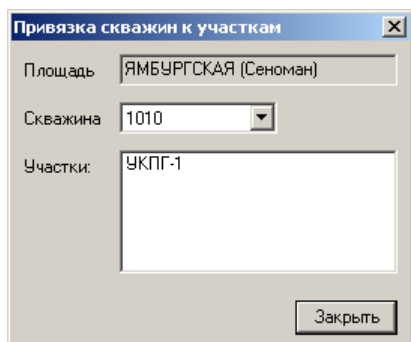 Привязка скважин к участкам
Площадь ЯМБУРГСКАЯ (Сеноман)
Скважина 1010
Участки: УКПГ-1
Закрыть